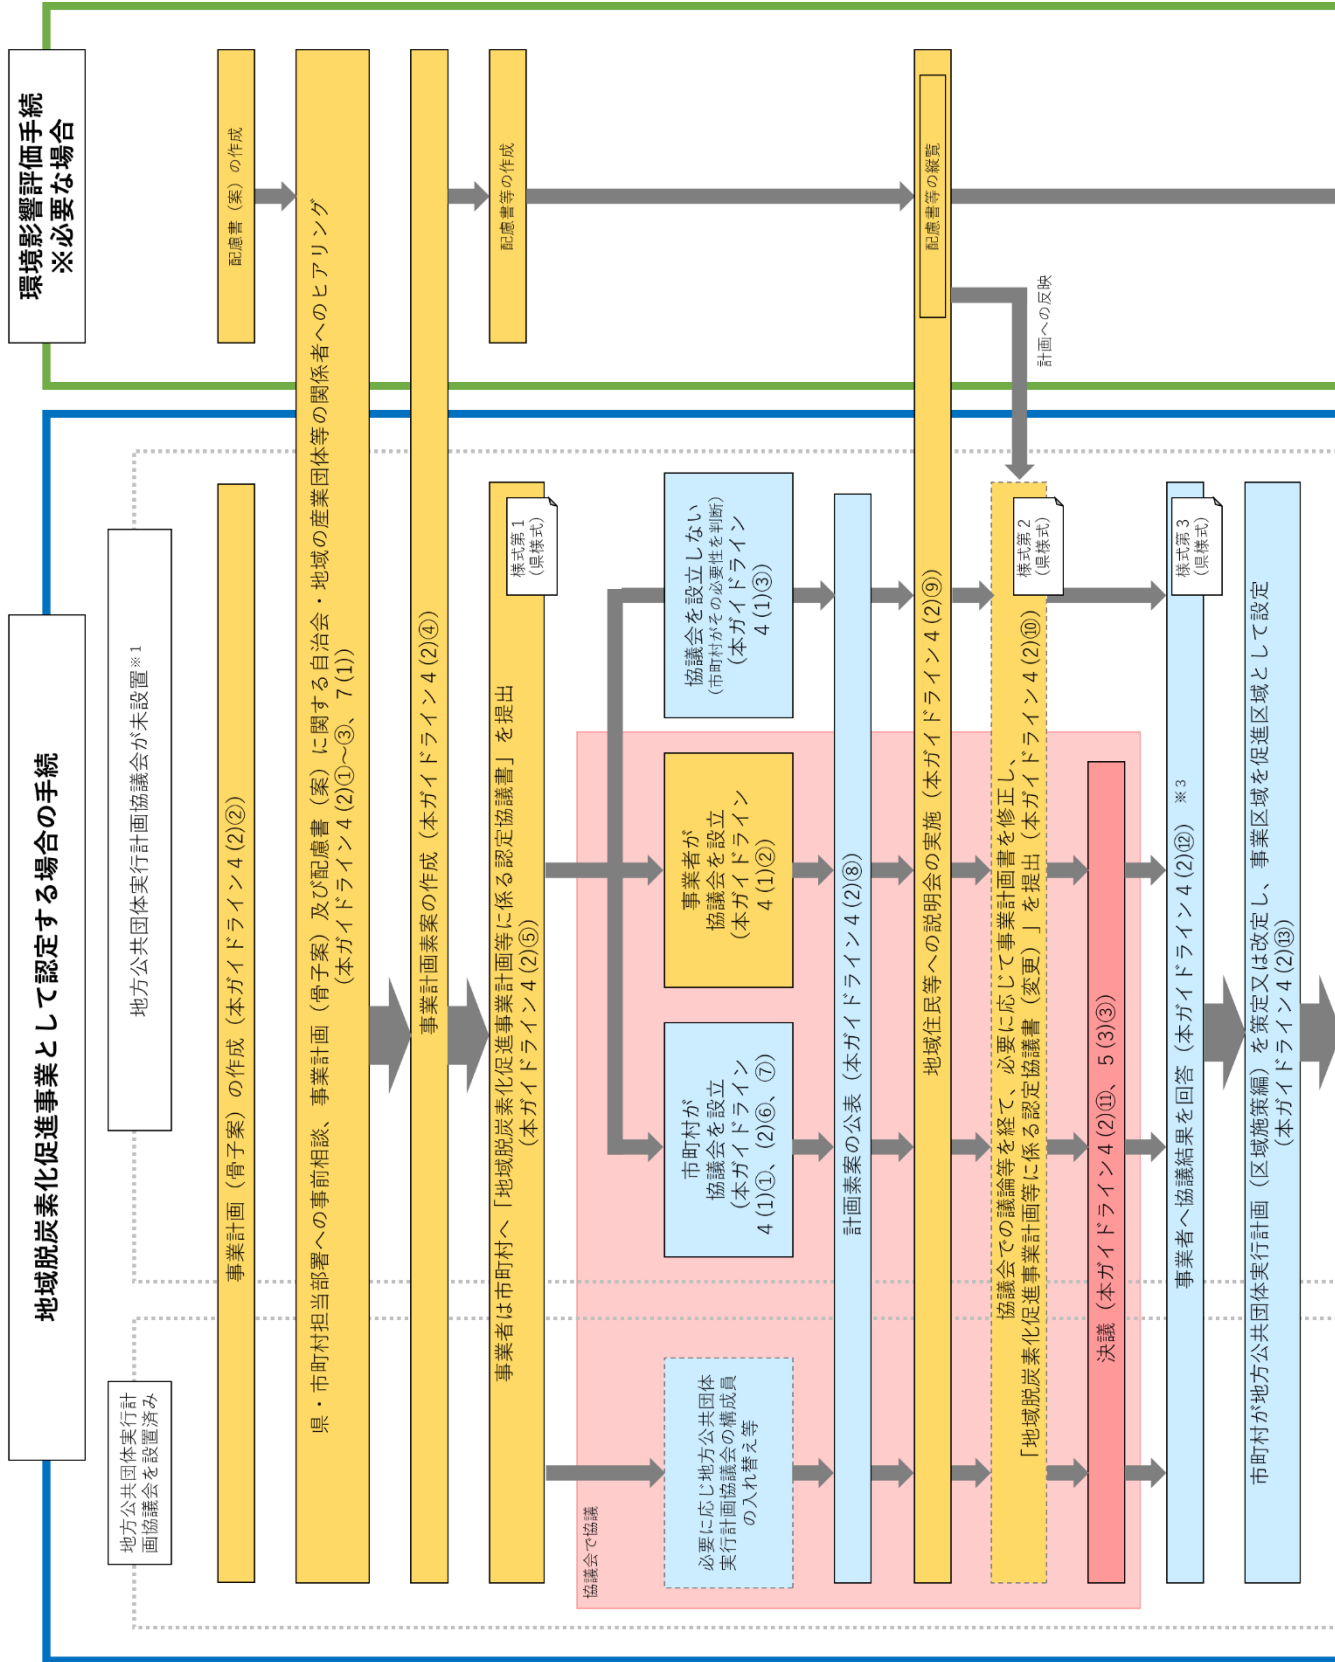 地域脱炭素化促進事業として認定する場合の手続
環境影響評価手続
※必要な場合
地方公共団体実行計
画協議会を設置済み
地方公共団体実行計画協議会が未設置※1
事業計画（骨子案）の作成（本ガイドライン4(2)②）
配慮書（案）の作成
県・市町村担当部署への事前相談、事業計画（骨子案）及び配慮書（案）に関する自治会・地域の産業団体等の関係者へのヒアリング
（本ガイドライン4(2)①～③、7(1)）
事業計画素案の作成（本ガイドライン4(2)④）
事業者は市町村へ「地域脱炭素化促進事業計画等に係る認定協議書」を提出
（本ガイドライン4(2)⑤）
様式第1
（県様式）
配慮書等の作成
協議会で協議
必要に応じ地方公共団体
実行計画協議会の構成員
の入れ替え等
市町村が
協議会を設立
（本ガイドライン
4(1)①、(2)⑥、⑦）
事業者が
協議会を設立
（本ガイドライン
4(1)②）
協議会を設立しない
（市町村がその必要性を判断）
（本ガイドライン
4(1)③）
計画素案の公表（本ガイドライン4(2)⑧）
地域住民等への説明会の実施（本ガイドライン4(2)⑨）
配慮書等の縦覧
協議会での議論等を経て、必要に応じて事業計画書を修正し、
「地域脱炭素化促進事業計画等に係る認定協議書（変更）」を提出（本ガイドライン4(2)⑩）
様式第2
（県様式）
計画への反映
決議（本ガイドライン4(2)⑪、5(3)③）
事業者へ協議結果を回答（本ガイドライン4(2)⑫）※3
様式第3
（県様式）
市町村が地方公共団体実行計画（区域施策編）を策定又は改定し、事業区域を促進区域として設定
（本ガイドライン4(2)⑬）